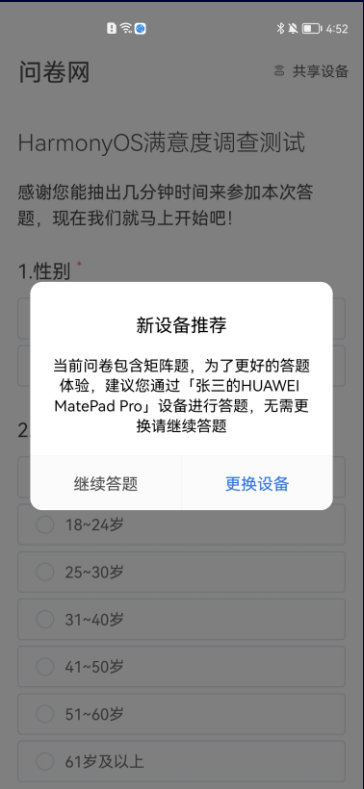 4:52
问卷网
共享设备
HarmonyOS满意度调查测试
感谢您能抽出几分钟时间来参加本次答
题，现在我们就马上开始吧！
1.性别 *
新设备推荐
当前问卷包含矩阵题，为了更好的答题
体验，建议您通过「张三的HUAWEI
MatePad Pro」设备进行答题，无需更
换请继续答题
继续答题
更换设备
2
18~24岁
25~30岁
31~40岁
41~50岁
51~60岁
61岁及以上